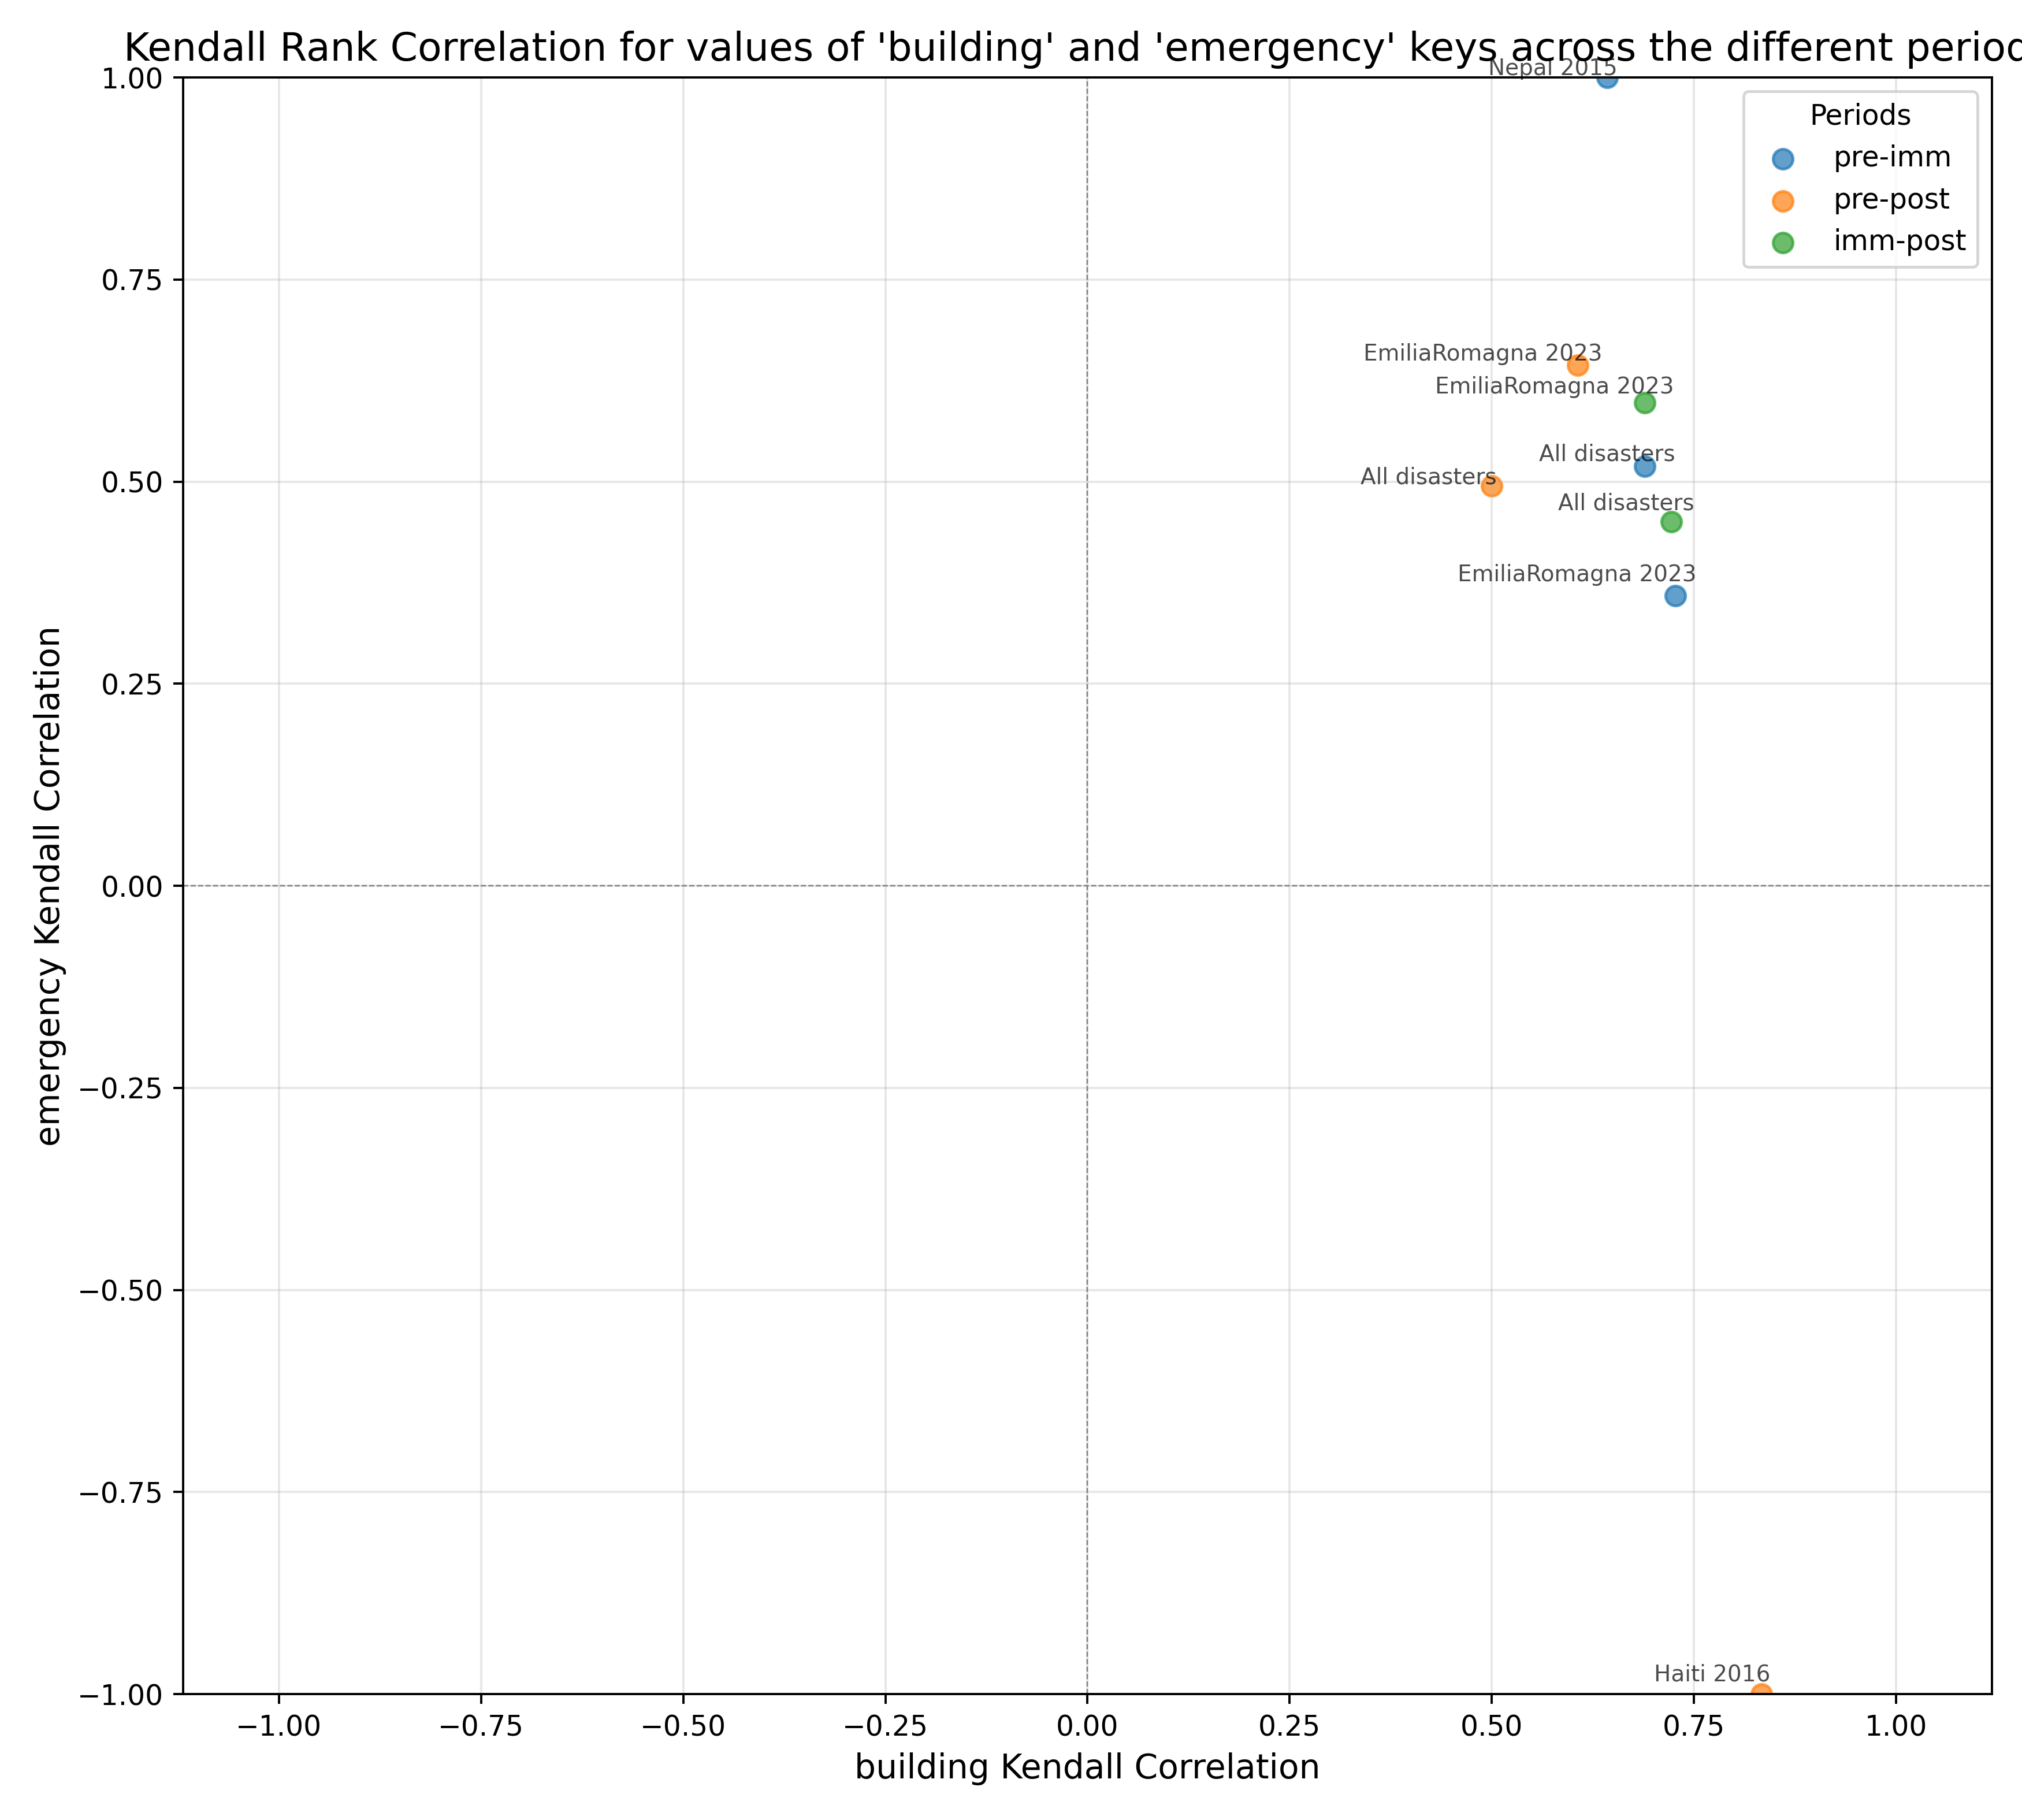 Kendall Rank Correlation for values of 'building' and 'emergency' keys across the different period
Nepal 2015
Periods
pre-imm
pre-post
imm-post
EmiliaRomagna 2023
EmiliaRomagna 2023
All disasters
All disasters
All disasters
EmiliaRomagna 2023
Haiti 2016
1.00
0.75
0.50
0.25
0.00
−0.25
−0.50
−0.75
−1.00
emergency Kendall Correlation
−1.00
−0.75
−0.50
−0.25
0.00
0.25
0.50
0.75
1.00
building Kendall Correlation